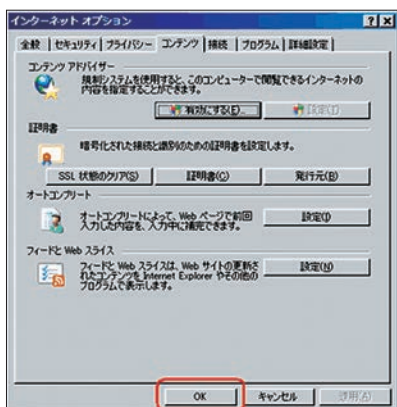 インターネット オプション
全般 セキュリティ プライバシー コンテンツ 接続 プログラム 詳細設定
コンテンツ アドバイザー
規制システムを使用すると、このコンピューターで閲覧できるインターネットの
内容を指定することができます。
有効にする(E)... 設定(T)
証明書
暗号化された接続と識別のための証明書を設定します。
SSL 状態のクリア(S) 証明書(C) 発行元(B)
オートコンプリート
オートコンプリートによって、Web ページで前回
入力した内容を、入力中に補完できます。
設定(I)
フィードと Web スライス
フィードと Web スライスは、Web サイトの更新さ
れたコンテンツを Internet Explorer やその他の
プログラムで表示します。
設定(N)
OK キャンセル 適用(A)